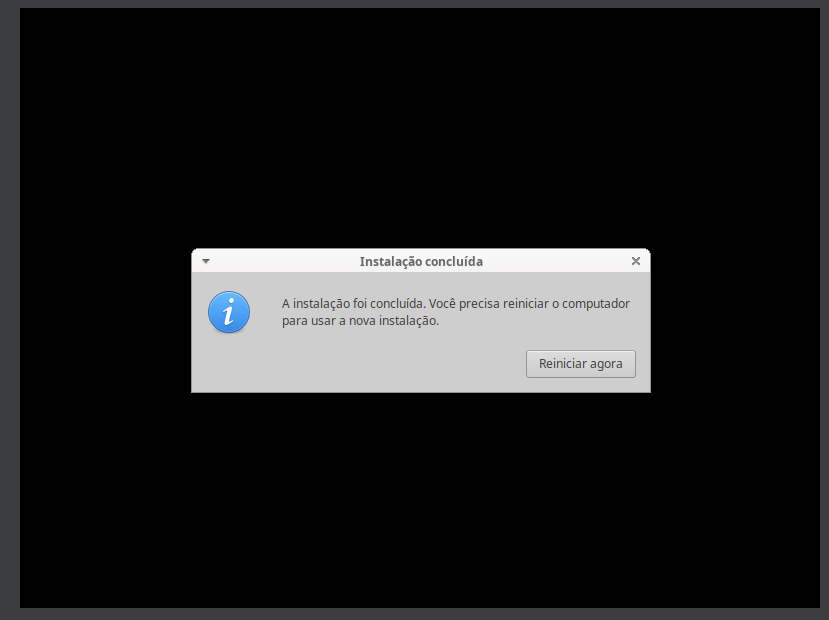 Instalação concluída
A instalação foi concluída. Você precisa reiniciar o computador
para usar a nova instalação.
Reiniciar agora